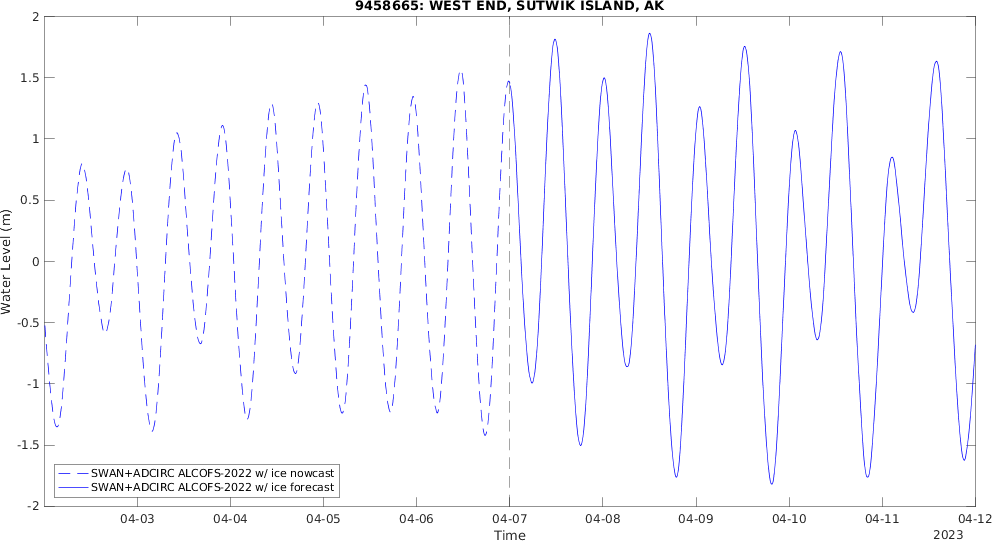 9458665: WEST END, SUTWIK ISLAND, AK
2
1.5
1
0.5
0
-0.5
-1
-1.5
-2
Water Level (m)
SWAN+ADCIRC ALCOFS-2022 w/ ice nowcast
SWAN+ADCIRC ALCOFS-2022 w/ ice forecast
04-03 04-04 04-05 04-06 04-07 04-08 04-09 04-10 04-11 04-12
Time
2023